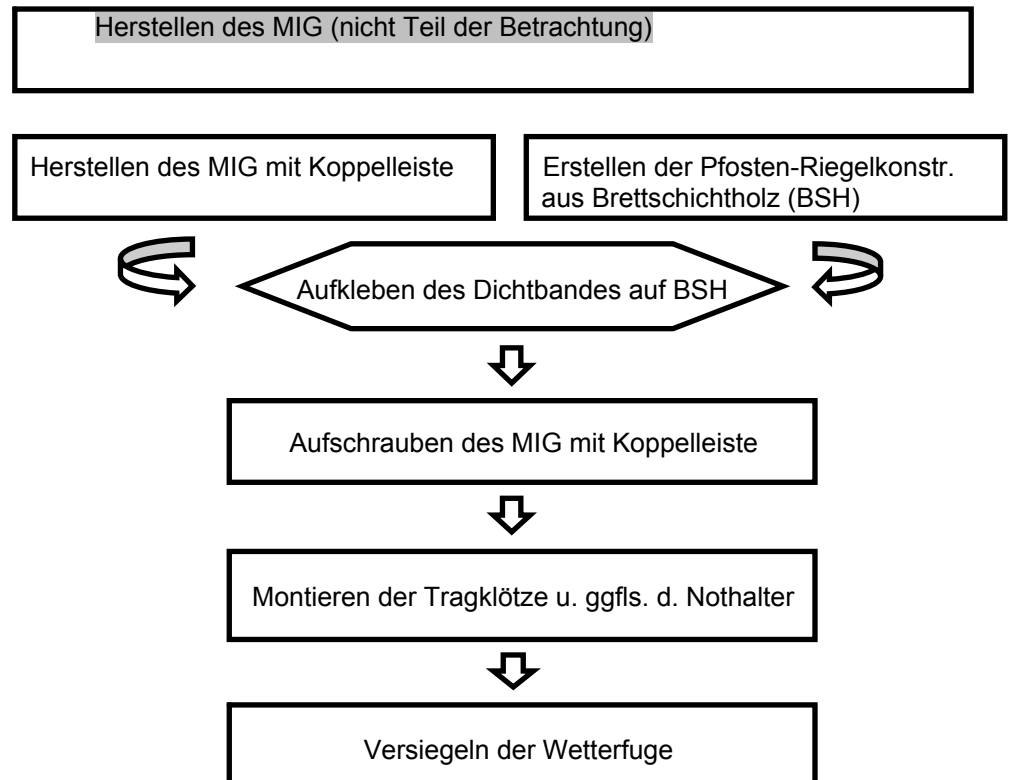 Herstellen des MIG (nicht Teil der Betrachtung)
Herstellen des MIG mit Koppelleiste
Erstellen der Pfosten-Riegelkonstr.
aus Brettschichtholz (BSH)
Aufkleben des Dichtbandes auf BSH
Aufschrauben des MIG mit Koppelleiste
Montieren der Tragklötze u. ggfls. d. Nothalter
Versiegeln der Wetterfuge